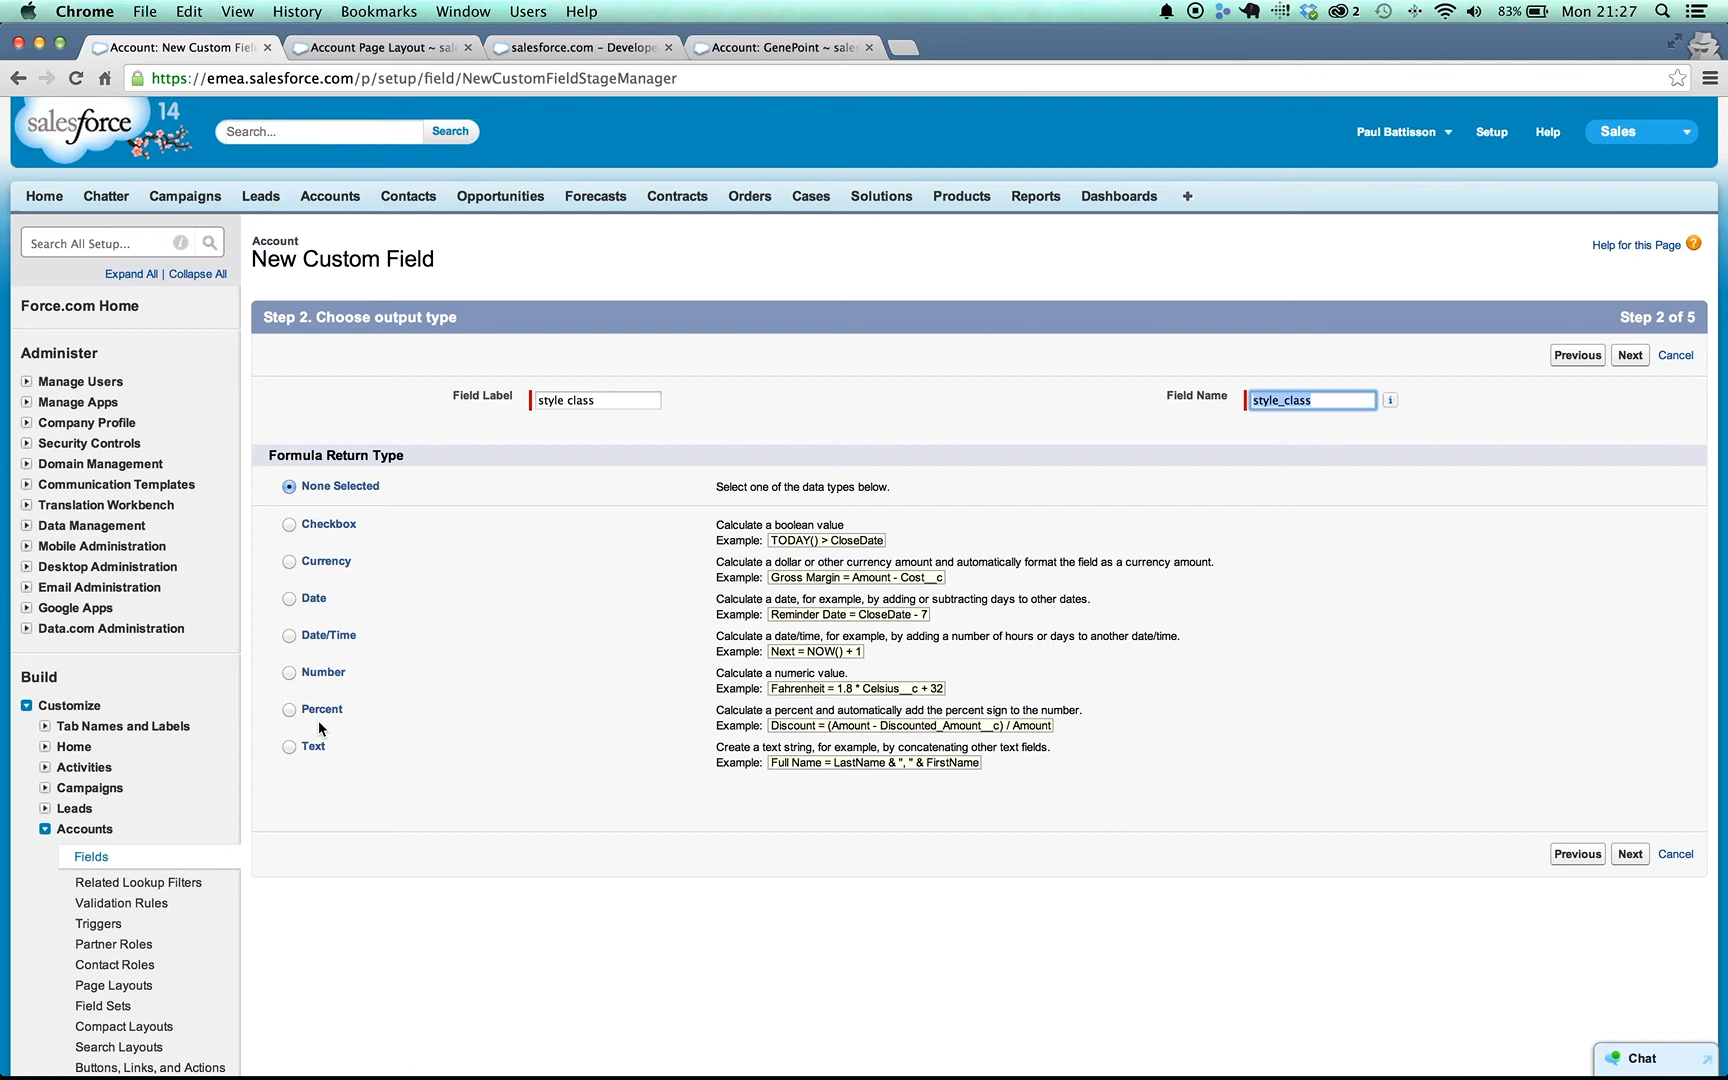 Chrome File Edit View History Bookmarks Window Users Help 2 83% Mon 21:27
Account: New Custom Fiel Account Page Layout ~ sal salesforce.com – Develope Account: GenePoint ~ sales
https://emea.salesforce.com/p/setup/field/NewCustomFieldStageManager
salesforce 14
Search... Search
Paul Battisson Setup Help Sales
Home Chatter Campaigns Leads Accounts Contacts Opportunities Forecasts Contracts Orders Cases Solutions Products Reports Dashboards +
Search All Setup... i
Expand All | Collapse All
Force.com Home
Administer
Manage Users
Manage Apps
Company Profile
Security Controls
Domain Management
Communication Templates
Translation Workbench
Data Management
Mobile Administration
Desktop Administration
Email Administration
Google Apps
Data.com Administration
Build
Customize
Tab Names and Labels
Home
Activities
Campaigns
Leads
Accounts
Fields
Related Lookup Filters
Validation Rules
Triggers
Partner Roles
Contact Roles
Page Layouts
Field Sets
Compact Layouts
Search Layouts
Buttons, Links, and Actions
Account
New Custom Field
Help for this Page ?
Step 2. Choose output type Step 2 of 5
Previous Next Cancel
Field Label style class Field Name style_class i
Formula Return Type
None Selected Select one of the data types below.
Checkbox Calculate a boolean value
Example: TODAY() > CloseDate
Currency Calculate a dollar or other currency amount and automatically format the field as a currency amount.
Example: Gross Margin = Amount - Cost__c
Date Calculate a date, for example, by adding or subtracting days to other dates.
Example: Reminder Date = CloseDate - 7
Date/Time Calculate a date/time, for example, by adding a number of hours or days to another date/time.
Example: Next = NOW() + 1
Number Calculate a numeric value.
Example: Fahrenheit = 1.8 * Celsius__c + 32
Percent Calculate a percent and automatically add the percent sign to the number.
Example: Discount = (Amount - Discounted_Amount__c) / Amount
Text Create a text string, for example, by concatenating other text fields.
Example: Full Name = LastName & ", " & FirstName
Previous Next Cancel
Chat